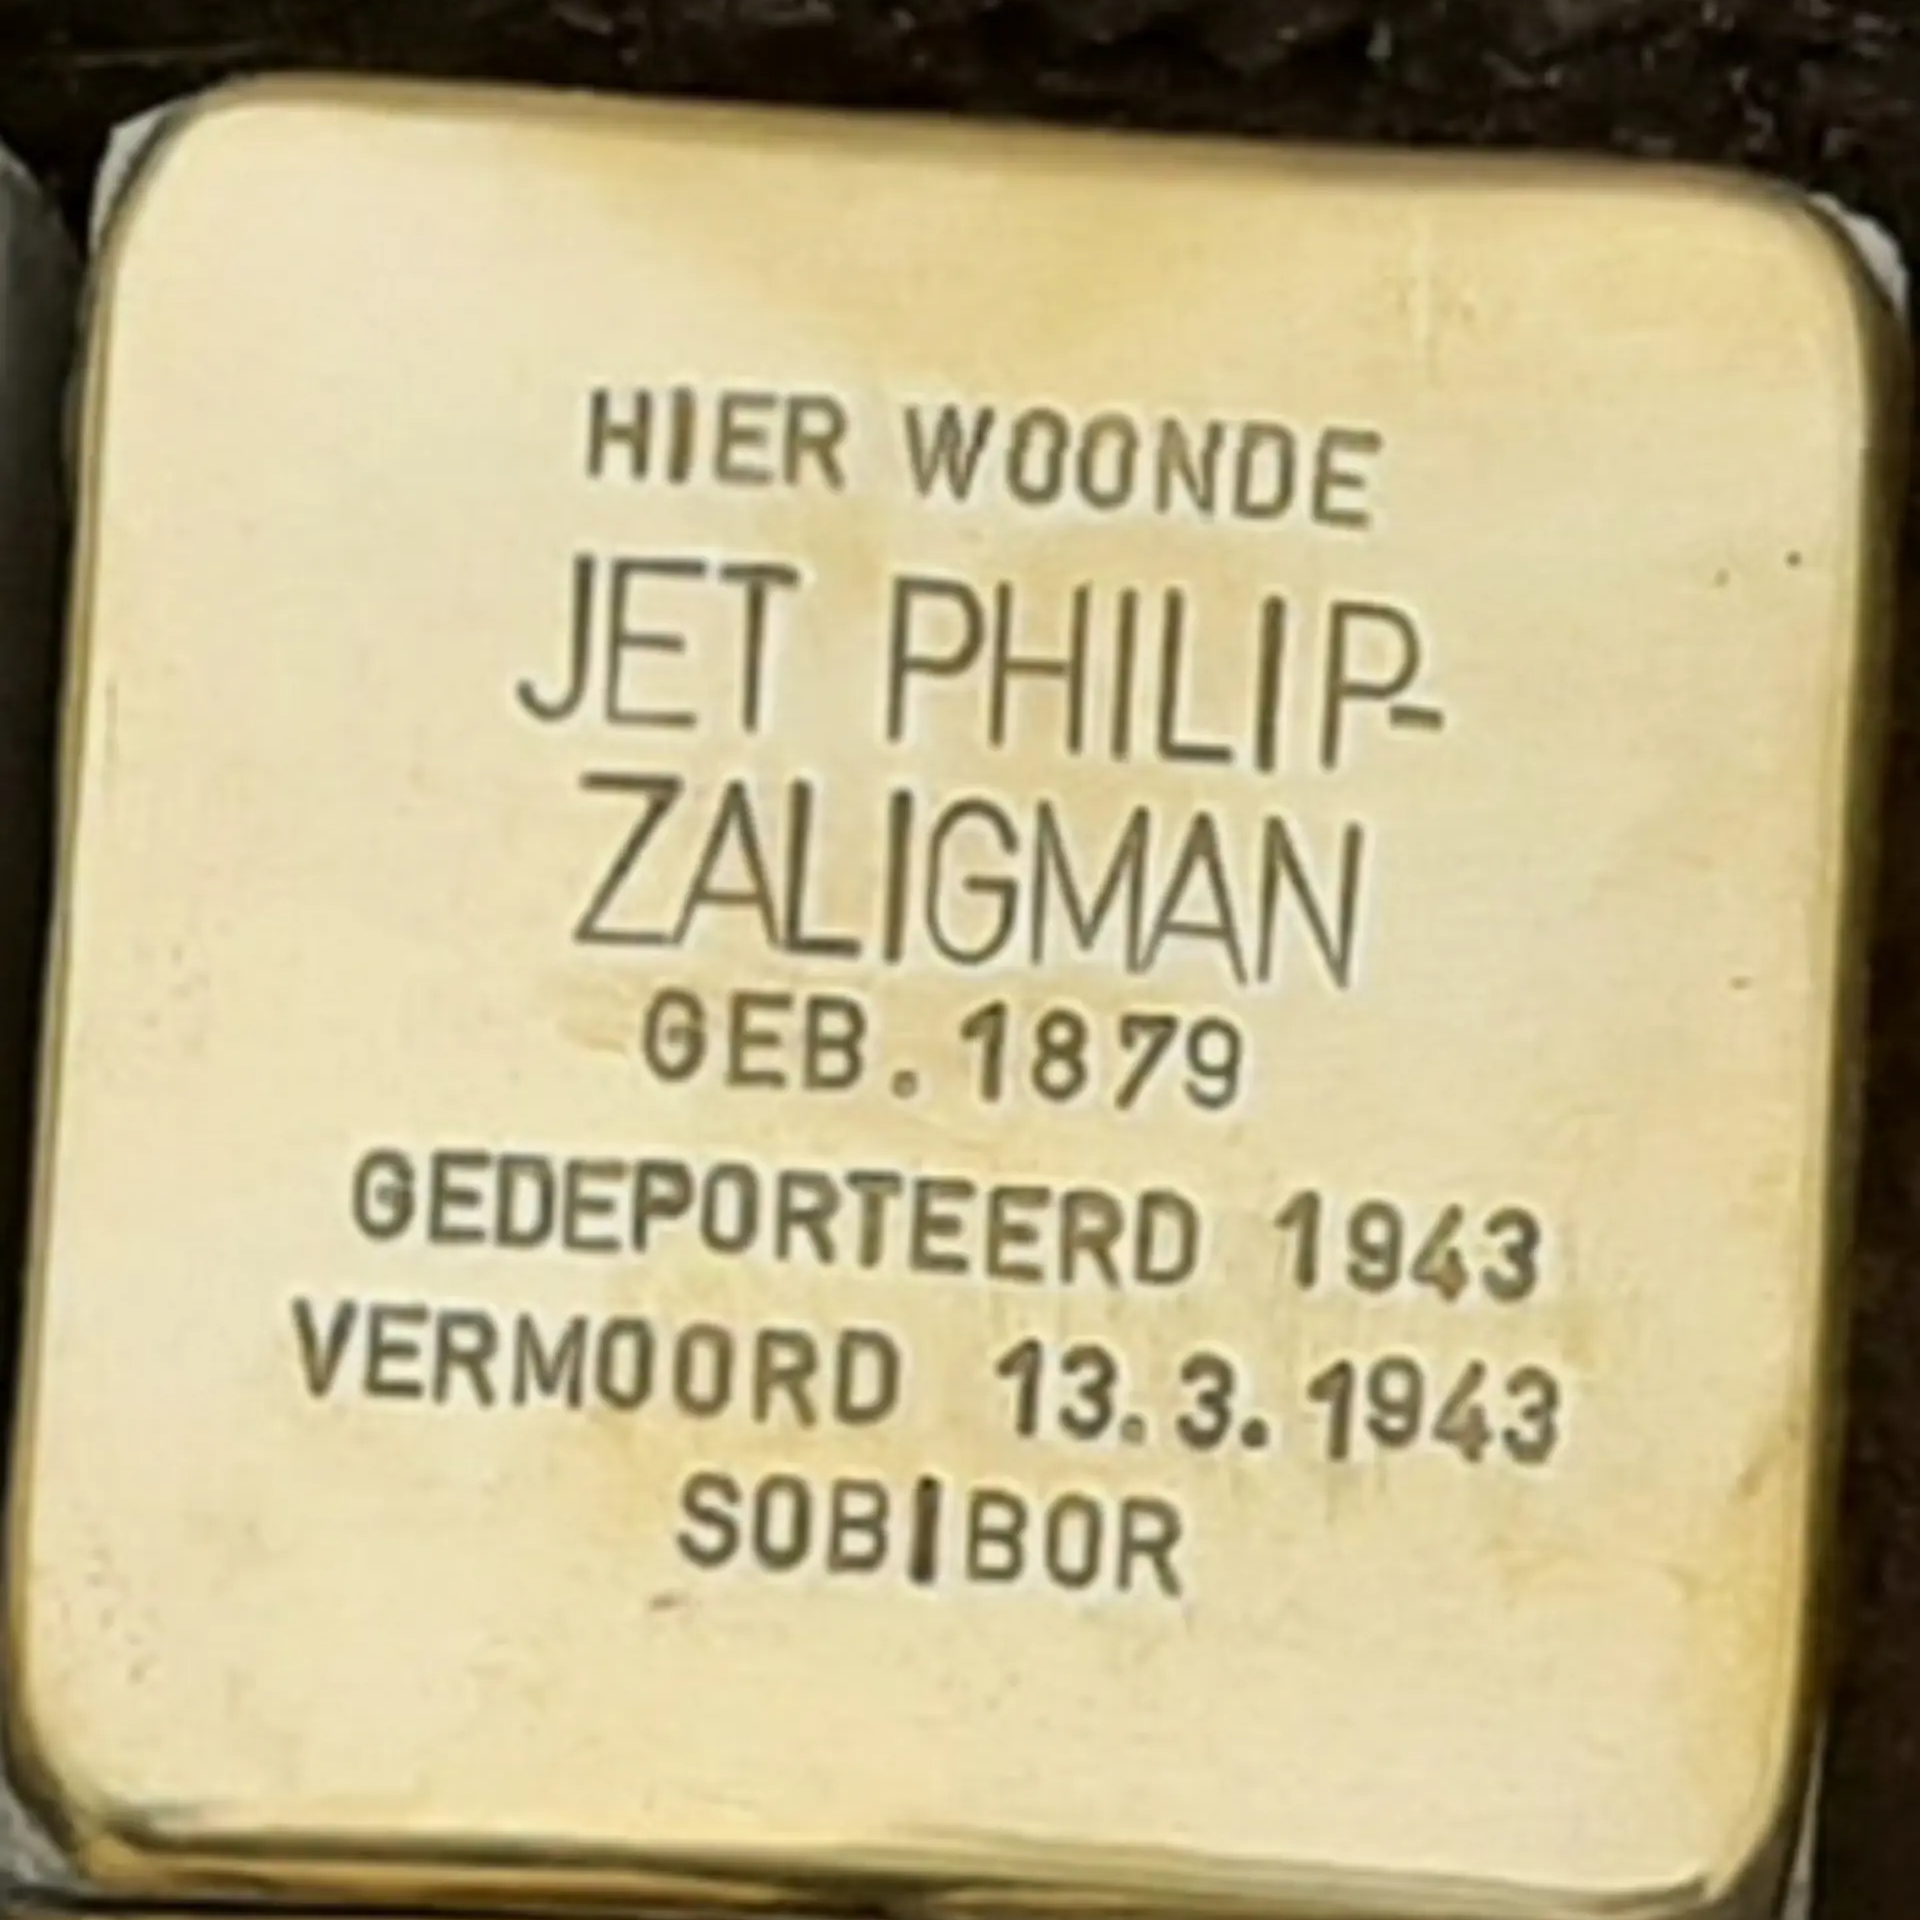 HIER WOONDE
JET PHILIP-
ZALIGMAN
GEB. 1879
GEDEPORTEERD 1943
VERMOORD 13.3.1943
SOBIBOR